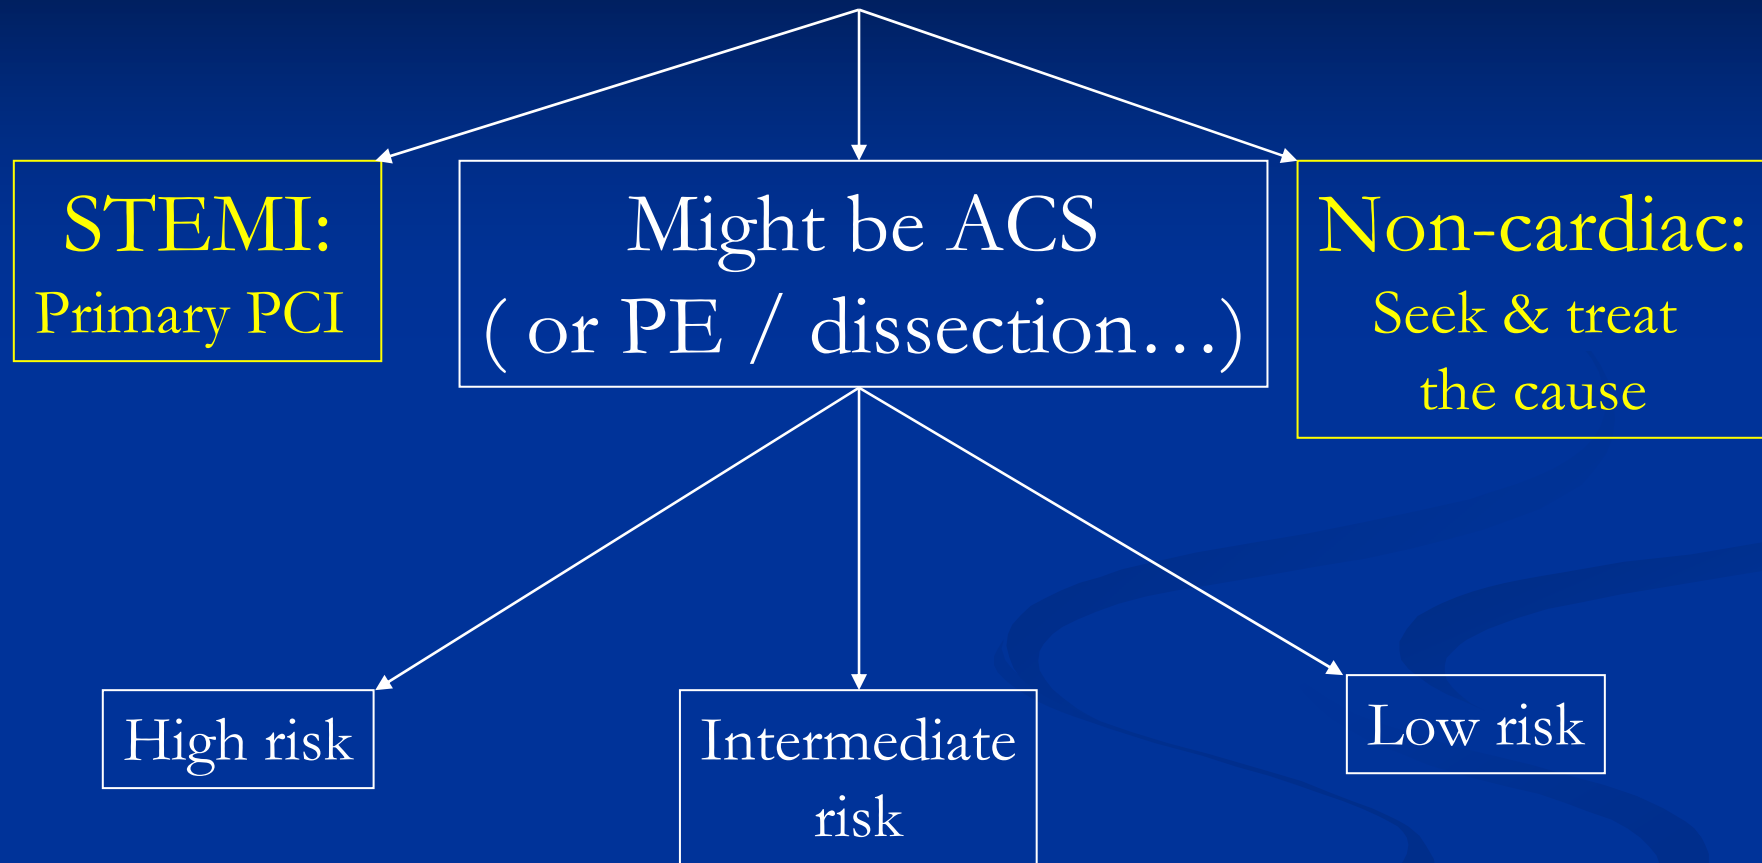 STEMI:
Primary PCI
Might be ACS
( or PE / dissection…)
Non-cardiac:
Seek & treat
the cause
High risk
Intermediate
risk
Low risk